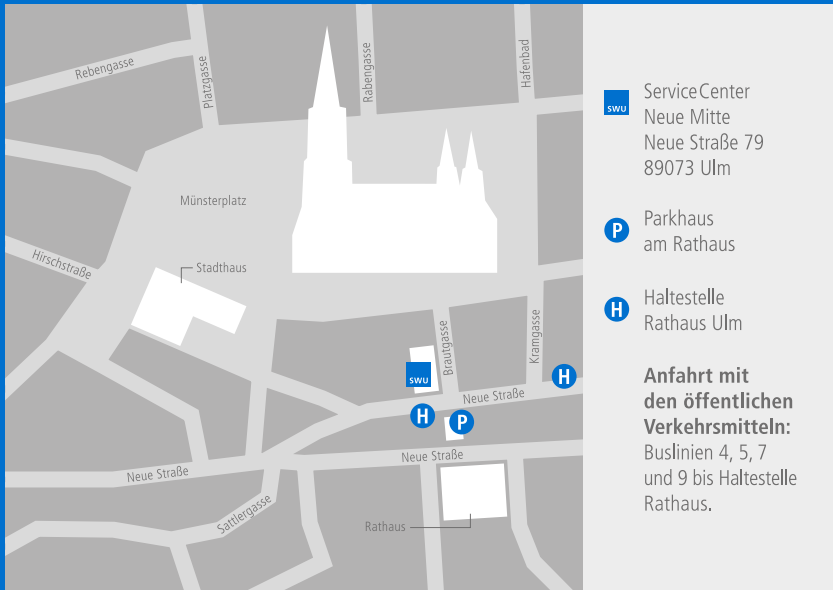 Rebengasse
Platzgasse
Rabengasse
Hafenbad
Münsterplatz
Hirschstraße
Stadthaus
Brautgasse
Kramgasse
SWU
H
Neue Straße
H
P
Neue Straße
Neue Straße
Sattlergasse
Rathaus
SWU
ServiceCenter
Neue Mitte
Neue Straße 79
89073 Ulm
P
Parkhaus
am Rathaus
H
Haltestelle
Rathaus Ulm
Anfahrt mit
den öffentlichen
Verkehrsmitteln:
Buslinien 4, 5, 7
und 9 bis Haltestelle
Rathaus.